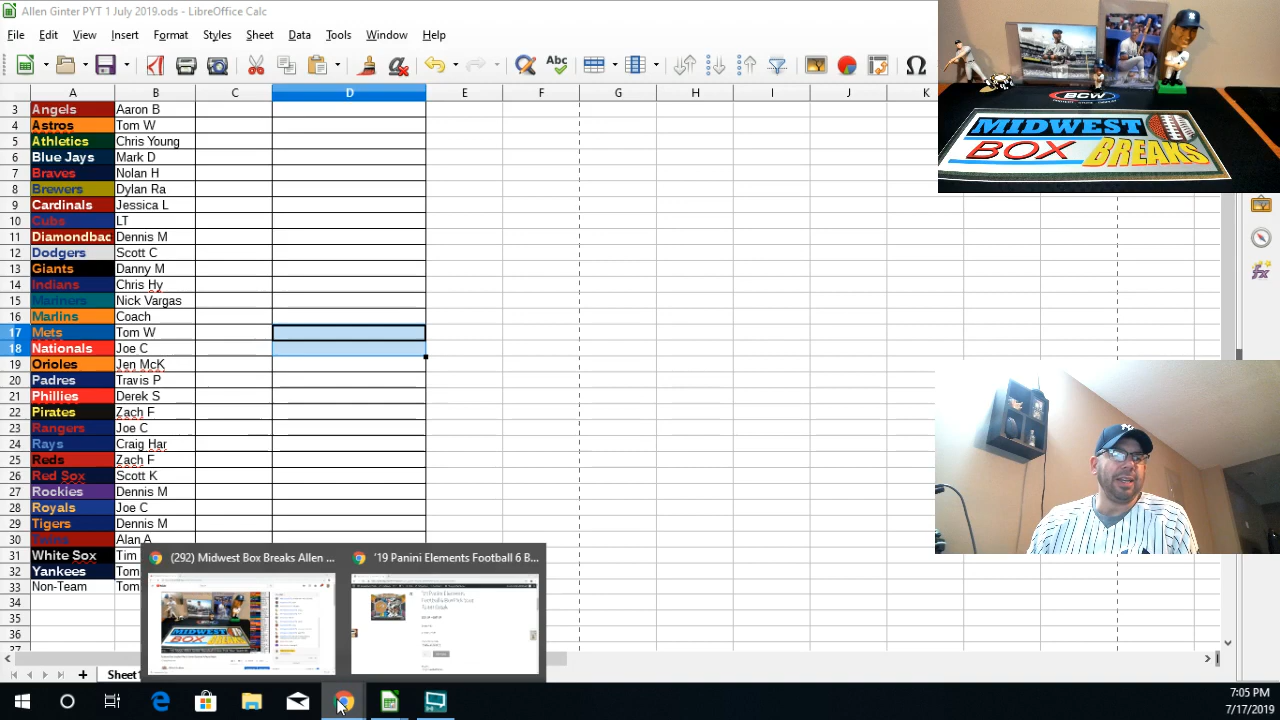 Allen Ginter PYT 1 July 2019.ods - LibreOffice Calc
File Edit View Insert Format Styles Sheet Data Tools Window Help
A B C D E F G H I J K
3 Angels Aaron B
4 Astros Tom W
5 Athletics Chris Young
6 Blue Jays Mark D
7 Braves Nolan H
8 Brewers Dylan Ra
9 Cardinals Jessica L
10 Cubs LT
11 Diamondbac Dennis M
12 Dodgers Scott C
13 Giants Danny M
14 Indians Chris Hy
15 Mariners Nick Vargas
16 Marlins Coach
17 Mets Tom W
18 Nationals Joe C
19 Orioles Jen McK
20 Padres Travis P
21 Phillies Derek S
22 Pirates Zach F
23 Rangers Joe C
24 Rays Craig Har
25 Reds Zach F
26 Red Sox Scott K
27 Rockies Dennis M
28 Royals Joe C
29 Tigers Dennis M
30 Twins Alan A
31 White Sox Tim
32 Yankees Tom
33 Non-Team Tom
(292) Midwest Box Breaks Allen ...
'19 Panini Elements Football 6 B...
Sheet
BCW
MIDWEST
BOX BREAKS
7:05 PM
7/17/2019